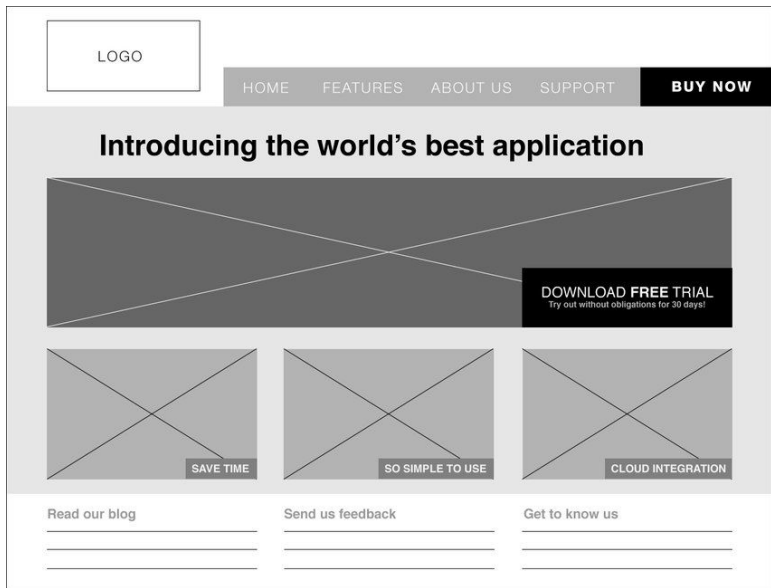 LOGO
HOME FEATURES ABOUT US SUPPORT BUY NOW
Introducing the world's best application
DOWNLOAD FREE TRIAL
Try out without obligations for 30 days!
SAVE TIME SO SIMPLE TO USE CLOUD INTEGRATION
Read our blog Send us feedback Get to know us